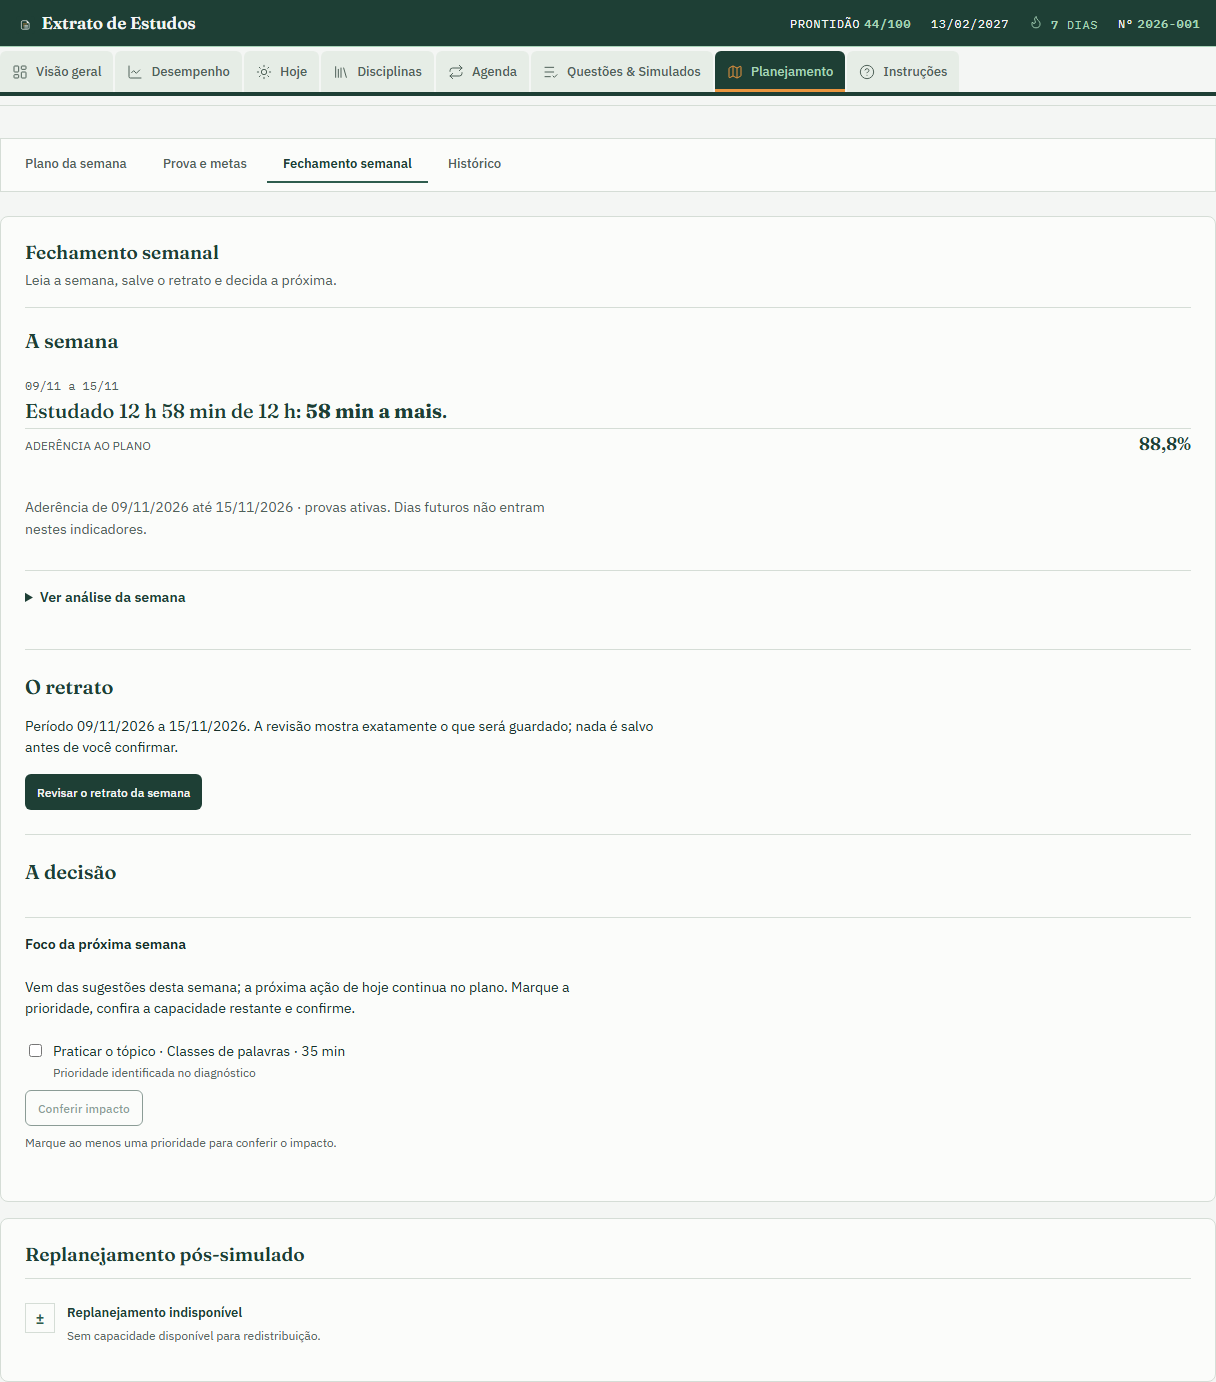 Extrato de Estudos
PRONTIDÃO 44/100 13/02/2027 7 DIAS Nº 2026-001
Visão geral Desempenho Hoje Disciplinas Agenda Questões & Simulados Planejamento Instruções
Plano da semana Prova e metas Fechamento semanal Histórico
Fechamento semanal
Leia a semana, salve o retrato e decida a próxima.
A semana
09/11 a 15/11
Estudado 12 h 58 min de 12 h: 58 min a mais.
ADERÊNCIA AO PLANO 88,8%
Aderência de 09/11/2026 até 15/11/2026 · provas ativas. Dias futuros não entram
nestes indicadores.
Ver análise da semana
O retrato
Período 09/11/2026 a 15/11/2026. A revisão mostra exatamente o que será guardado; nada é salvo
antes de você confirmar.
Revisar o retrato da semana
A decisão
Foco da próxima semana
Vem das sugestões desta semana; a próxima ação de hoje continua no plano. Marque a
prioridade, confira a capacidade restante e confirme.
Praticar o tópico · Classes de palavras · 35 min
Prioridade identificada no diagnóstico
Conferir impacto
Marque ao menos uma prioridade para conferir o impacto.
Replanejamento pós-simulado
± Replanejamento indisponível
Sem capacidade disponível para redistribuição.